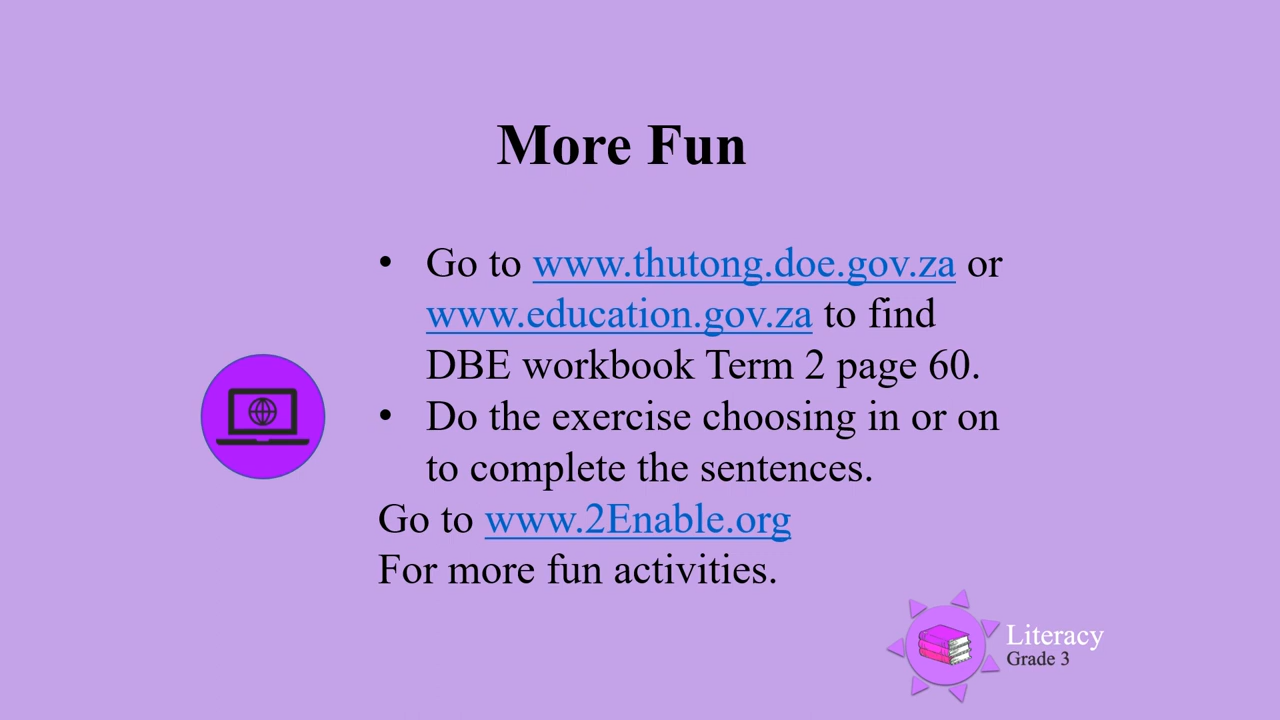 More Fun
• Go to www.thutong.doe.gov.za or
www.education.gov.za to find
DBE workbook Term 2 page 60.
• Do the exercise choosing in or on
to complete the sentences.
Go to www.2Enable.org
For more fun activities.
Literacy
Grade 3